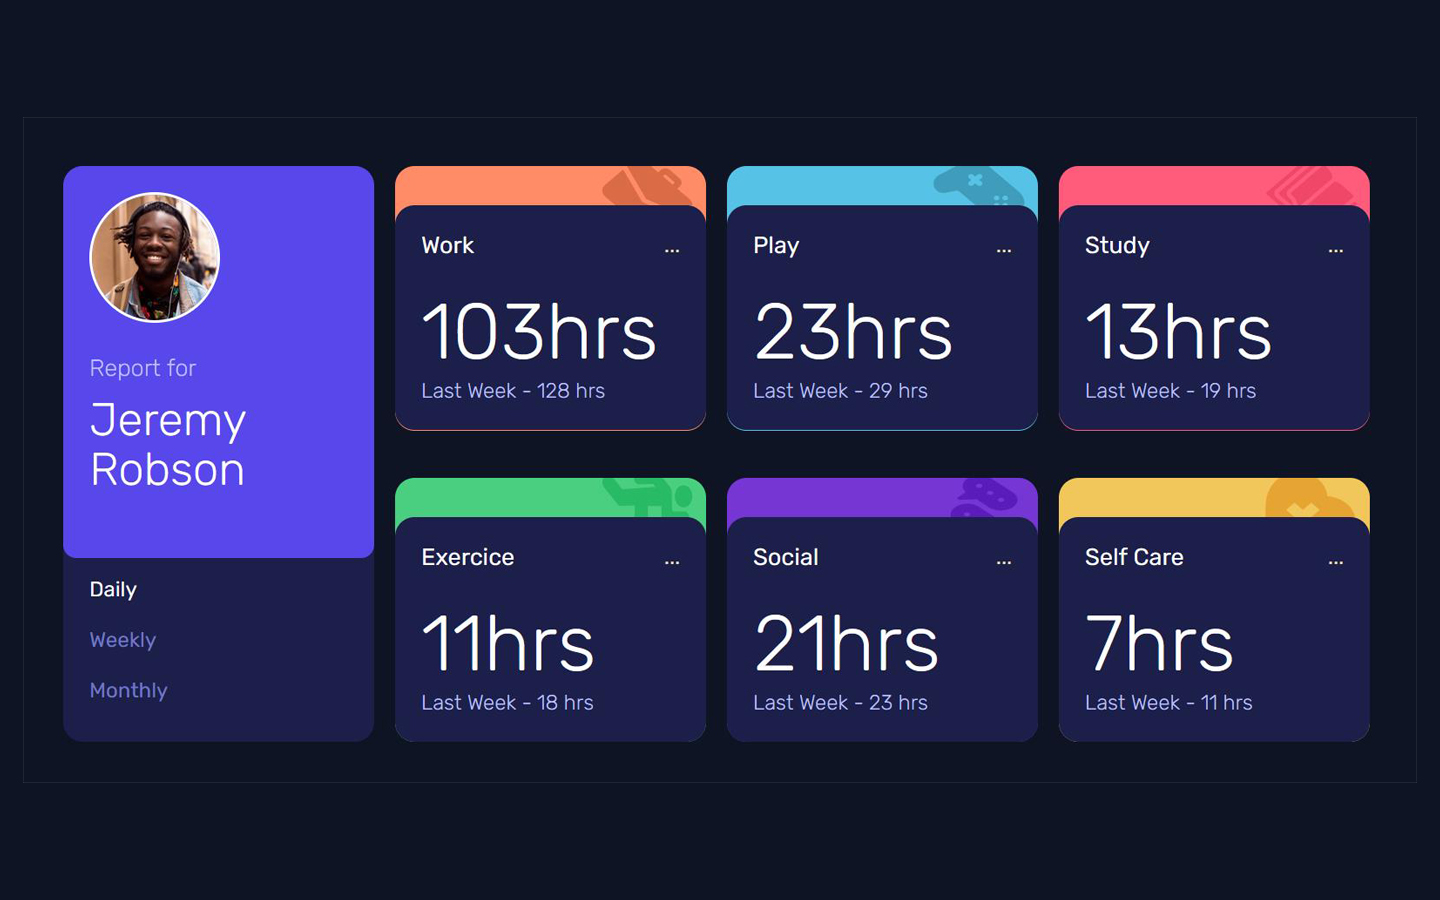 Report for
Jeremy
Robson
Daily
Weekly
Monthly
Work ...
103hrs
Last Week - 128 hrs
Play ...
23hrs
Last Week - 29 hrs
Study ...
13hrs
Last Week - 19 hrs
Exercice ...
11hrs
Last Week - 18 hrs
Social ...
21hrs
Last Week - 23 hrs
Self Care ...
7hrs
Last Week - 11 hrs